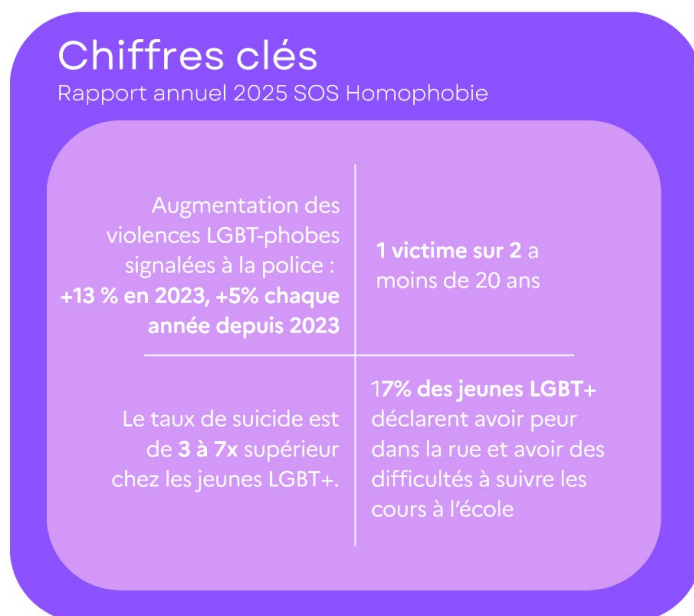 Chiffres clés
Rapport annuel 2025 SOS Homophobie
Augmentation des
violences LGBT-phobes
signalées à la police :
+13 % en 2023, +5% chaque
année depuis 2023
1 victime sur 2 a
moins de 20 ans
Le taux de suicide est
de 3 à 7x supérieur
chez les jeunes LGBT+.
17% des jeunes LGBT+
déclarent avoir peur
dans la rue et avoir des
difficultés à suivre les
cours à l'école